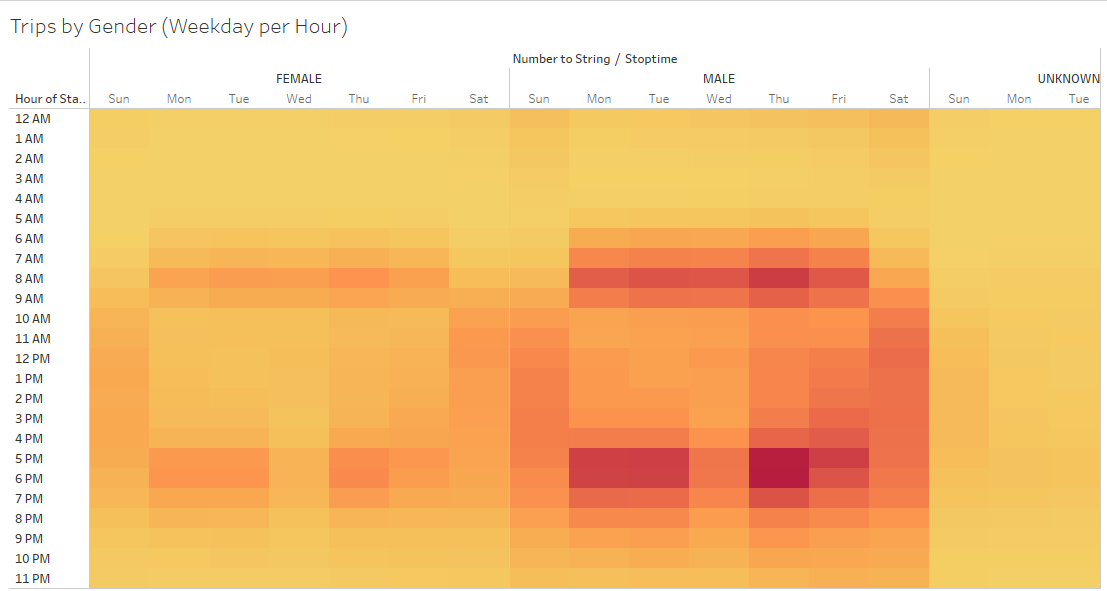 Trips by Gender (Weekday per Hour)
Number to String / Stoptime
FEMALE MALE UNKNOWN
Hour of Sta.. Sun Mon Tue Wed Thu Fri Sat Sun Mon Tue Wed Thu Fri Sat Sun Mon Tue
12 AM
1 AM
2 AM
3 AM
4 AM
5 AM
6 AM
7 AM
8 AM
9 AM
10 AM
11 AM
12 PM
1 PM
2 PM
3 PM
4 PM
5 PM
6 PM
7 PM
8 PM
9 PM
10 PM
11 PM